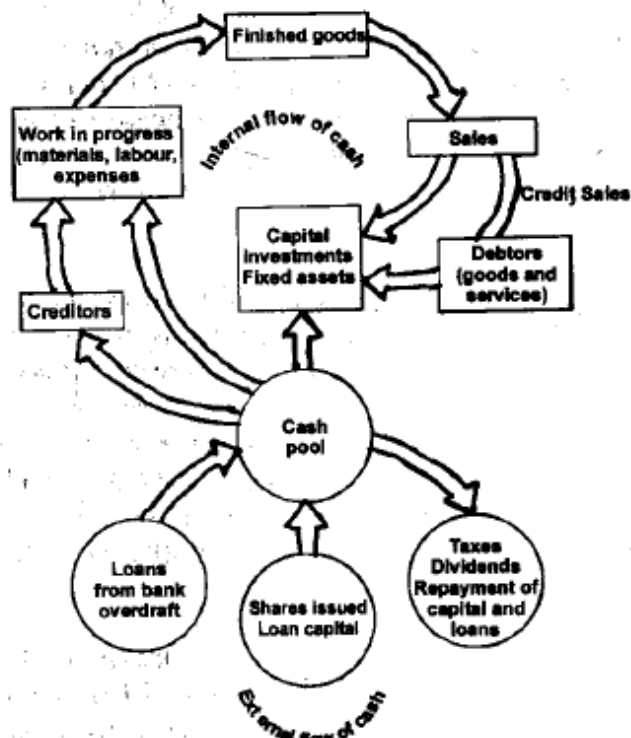 Finished goods
Work in progress
(materials, labour,
expenses
Internal flow of cash
Sales
Credit Sales
Capital
investments
Fixed assets
Debtors
(goods and
services)
Creditors
Cash
pool
Loans
from bank
overdraft
Shares issued
Loan capital
Taxes
Dividends
Repayment of
capital and
loans
External flow of cash